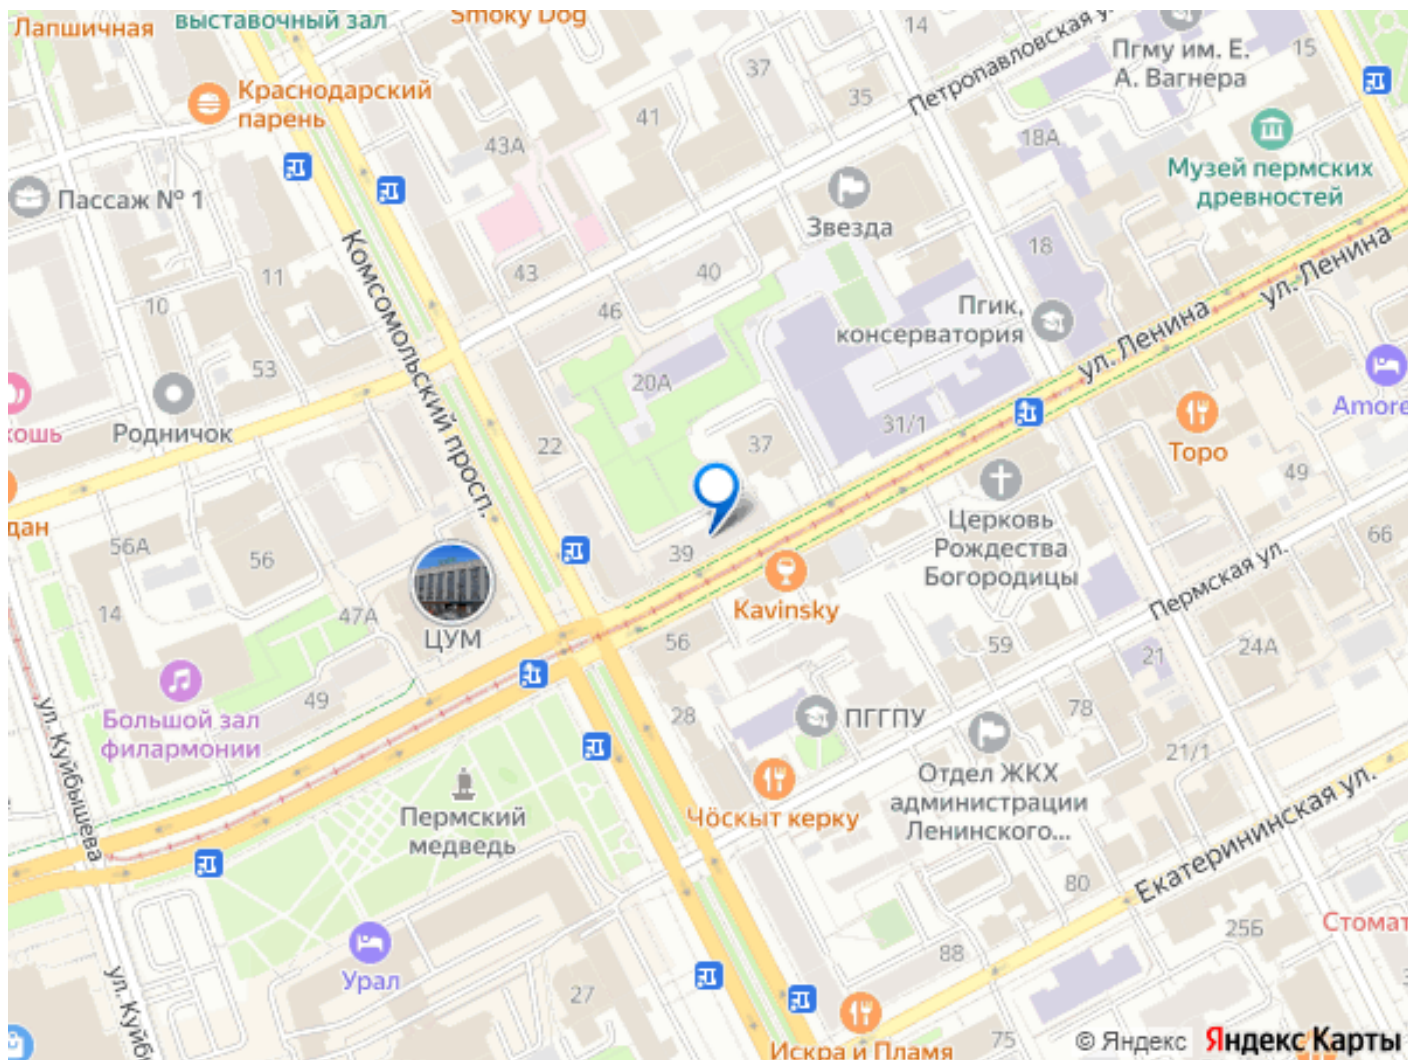 Лапшичная
выставочный зал
Smoky Dog
14
Петропавловская у
Пгму им. Е.
А. Вагнера
15
37
35
41
43А
18А
Краснодарский
парень
Пассаж № 1
Музей пермских
древностей
Звезда
18
ул. Ленина
11
43
40
10
46
Пгик,
консерватория
ул. Ленина
Комсомольский просп.
53
20А
Amore
кошь
Родничок
22
37
31/1
Торо
49
дан
56А
56
39
Церковь
Рождества
Богородицы
66
Пермская ул.
14
47А
ЦУМ
Kavinsky
56
59
21
24А
49
Большой зал
филармонии
28
ПГГПУ
78
21/1
ул. Куйбышева
Пермский
медведь
Чӧскыт керку
Отдел ЖКХ
администрации
Ленинского...
Екатерининская ул.
80
25Б
Стомат
88
Урал
27
ул. Куйб
75
Искра и Пламя
© Яндекс Яндекс Карты